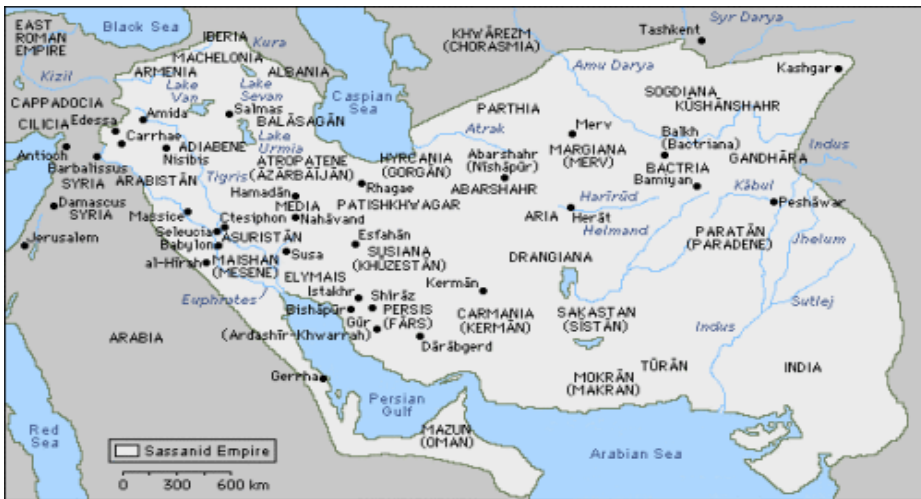 EAST
ROMAN
EMPIRE
Black Sea
IBERIA
Kura
MACHELONIA
ARMENIA
Kizil
Lake
Van
Lake
Sevan
ALBANIA
Caspian
Sea
KHWĀREZM
(CHORASMIA)
Tashkent
Syr Darya
Kashgar
Amu Darya
SOGDIANA
KŪSHĀNSHAHR
CAPPADOCIA
CILICIA
Edessa
Amida
Salmas
BALĀSAGĀN
Carrhae
ADIABENE
Nisibis
Lake
Urmia
Antioch
Barbalissus
SYRIA
ARABISTĀN
Tigris
ATROPATENE
(AZARBĀIJĀN)
HYRCANIA
(GORGĀN)
PARTHIA
Atrak
Merv
MARGIANA
(MERV)
Balkh
(Bactriana)
BACTRIA
Bamiyan
GANDHĀRA
Indus
Abarshahr
(Nīshāpūr)
ABARSHAHR
Rhagae
PATISHKHWAGAR
Hamadān
MEDIA
Nahāvand
Damascus
SYRIA
Massice
Ctesiphon
Seleucia
ASURISTĀN
Babylon
Jerusalem
al-Hīrah
MAISHAN
(MESENE)
Susa
Esfahān
SUSIANA
(KHŪZESTĀN)
ELYMAIS
Istakhr
Harīrūd
ARIA
Herāt
Helmand
Kābul
Peshāwar
PARATĀN
(PARADENE)
Jhelum
DRANGIANA
Euphrates
Bishāpūr
Shīrāz
PERSIS
(FĀRS)
Gūr
(Ardashīr-Khwarrah)
Dārābgerd
Kermān
CARMANIA
(KERMĀN)
SAKASTAN
(SĪSTĀN)
Indus
Sutlej
ARABIA
Gerrha
Persian
Gulf
MOKRĀN
(MAKRAN)
TŪRĀN
INDIA
MAZUN
(OMAN)
Red
Sea
Arabian Sea
Sassanid Empire
0 300 600 km